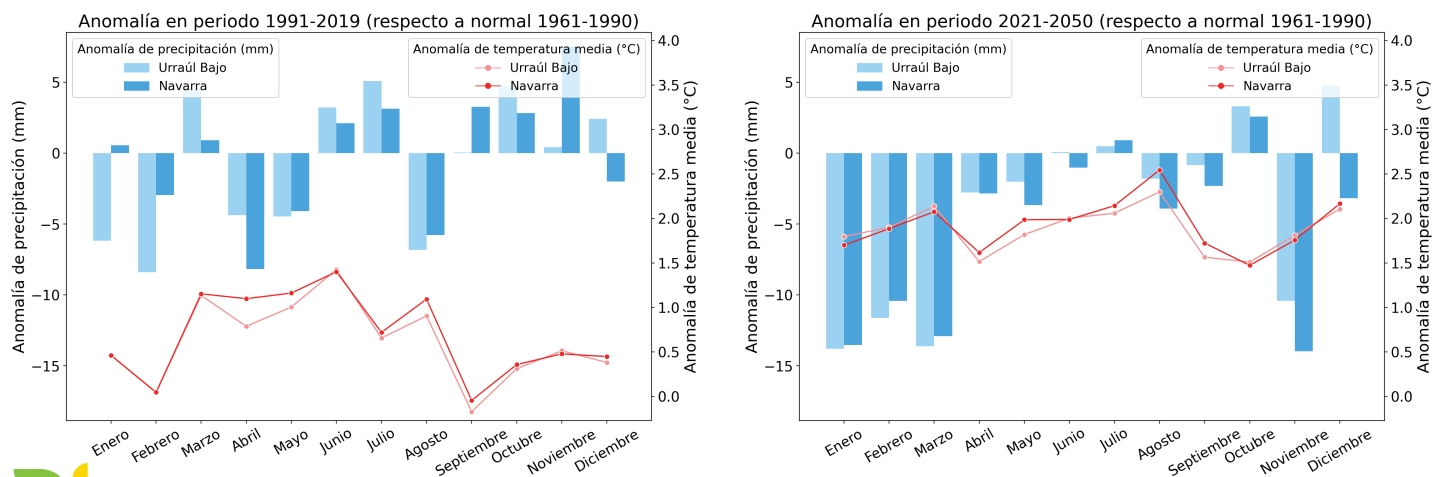 Anomalía en periodo 1991-2019 (respecto a normal 1961-1990)
Anomalía de precipitación (mm)
Urraúl Bajo
Navarra
Anomalía de temperatura media (°C)
Urraúl Bajo
Navarra
Anomalía de precipitación (mm)
5
0
−5
−10
−15
4.0
3.5
3.0
2.5
2.0
1.5
1.0
0.5
0.0
Anomalía de temperatura media (°C)
Enero
Febrero
Marzo
Abril
Mayo
Junio
Julio
Agosto
Septiembre
Octubre
Noviembre
Diciembre
Anomalía en periodo 2021-2050 (respecto a normal 1961-1990)
Anomalía de precipitación (mm)
Urraúl Bajo
Navarra
Anomalía de temperatura media (°C)
Urraúl Bajo
Navarra
Anomalía de precipitación (mm)
5
0
−5
−10
−15
4.0
3.5
3.0
2.5
2.0
1.5
1.0
0.5
0.0
Anomalía de temperatura media (°C)
Enero
Febrero
Marzo
Abril
Mayo
Junio
Julio
Agosto
Septiembre
Octubre
Noviembre
Diciembre